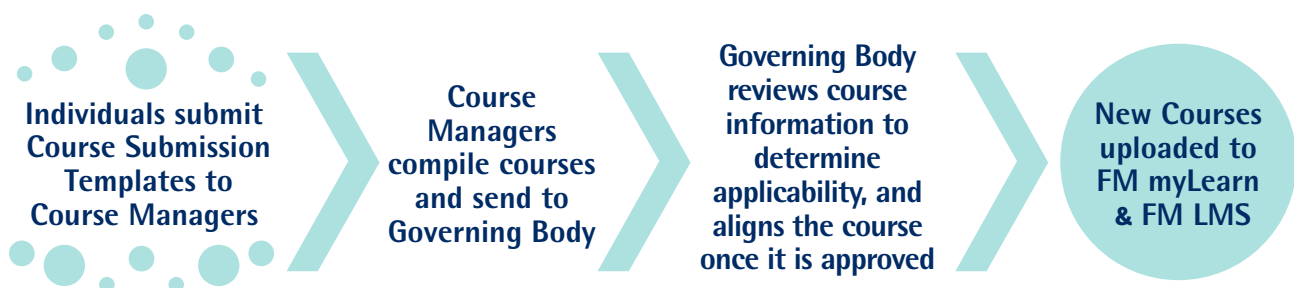 Individuals submit
Course Submission
Templates to
Course Managers
Course
Managers
compile courses
and send to
Governing Body
Governing Body
reviews course
information to
determine
applicability, and
aligns the course
once it is approved
New Courses
uploaded to
FM myLearn
& FM LMS